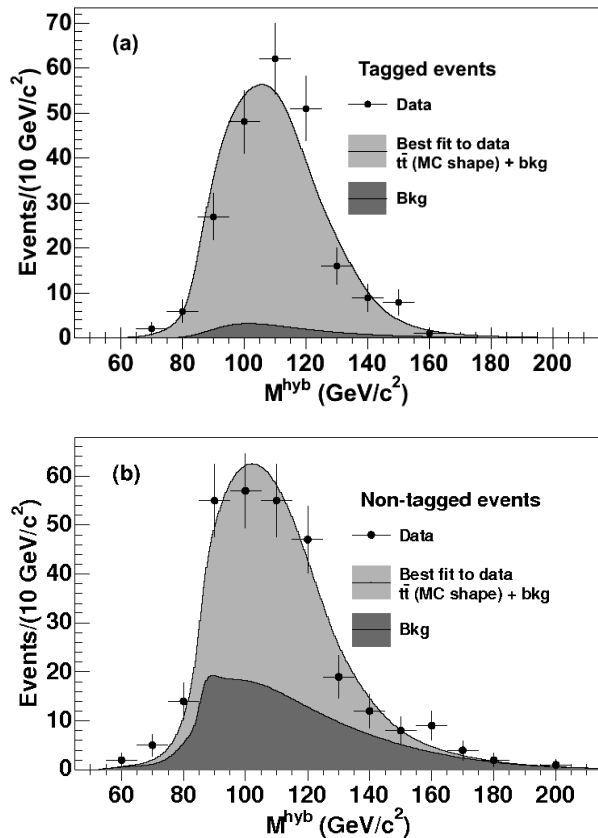 (a)
Tagged events
Data
Best fit to data
tt̄ (MC shape) + bkg
Bkg
Events/(10 GeV/c²)
70
60
50
40
30
20
10
0
60 80 100 120 140 160 180 200
M^hyb (GeV/c²)
(b)
Non-tagged events
Data
Best fit to data
tt̄ (MC shape) + bkg
Bkg
Events/(10 GeV/c²)
60
50
40
30
20
10
0
60 80 100 120 140 160 180 200
M^hyb (GeV/c²)